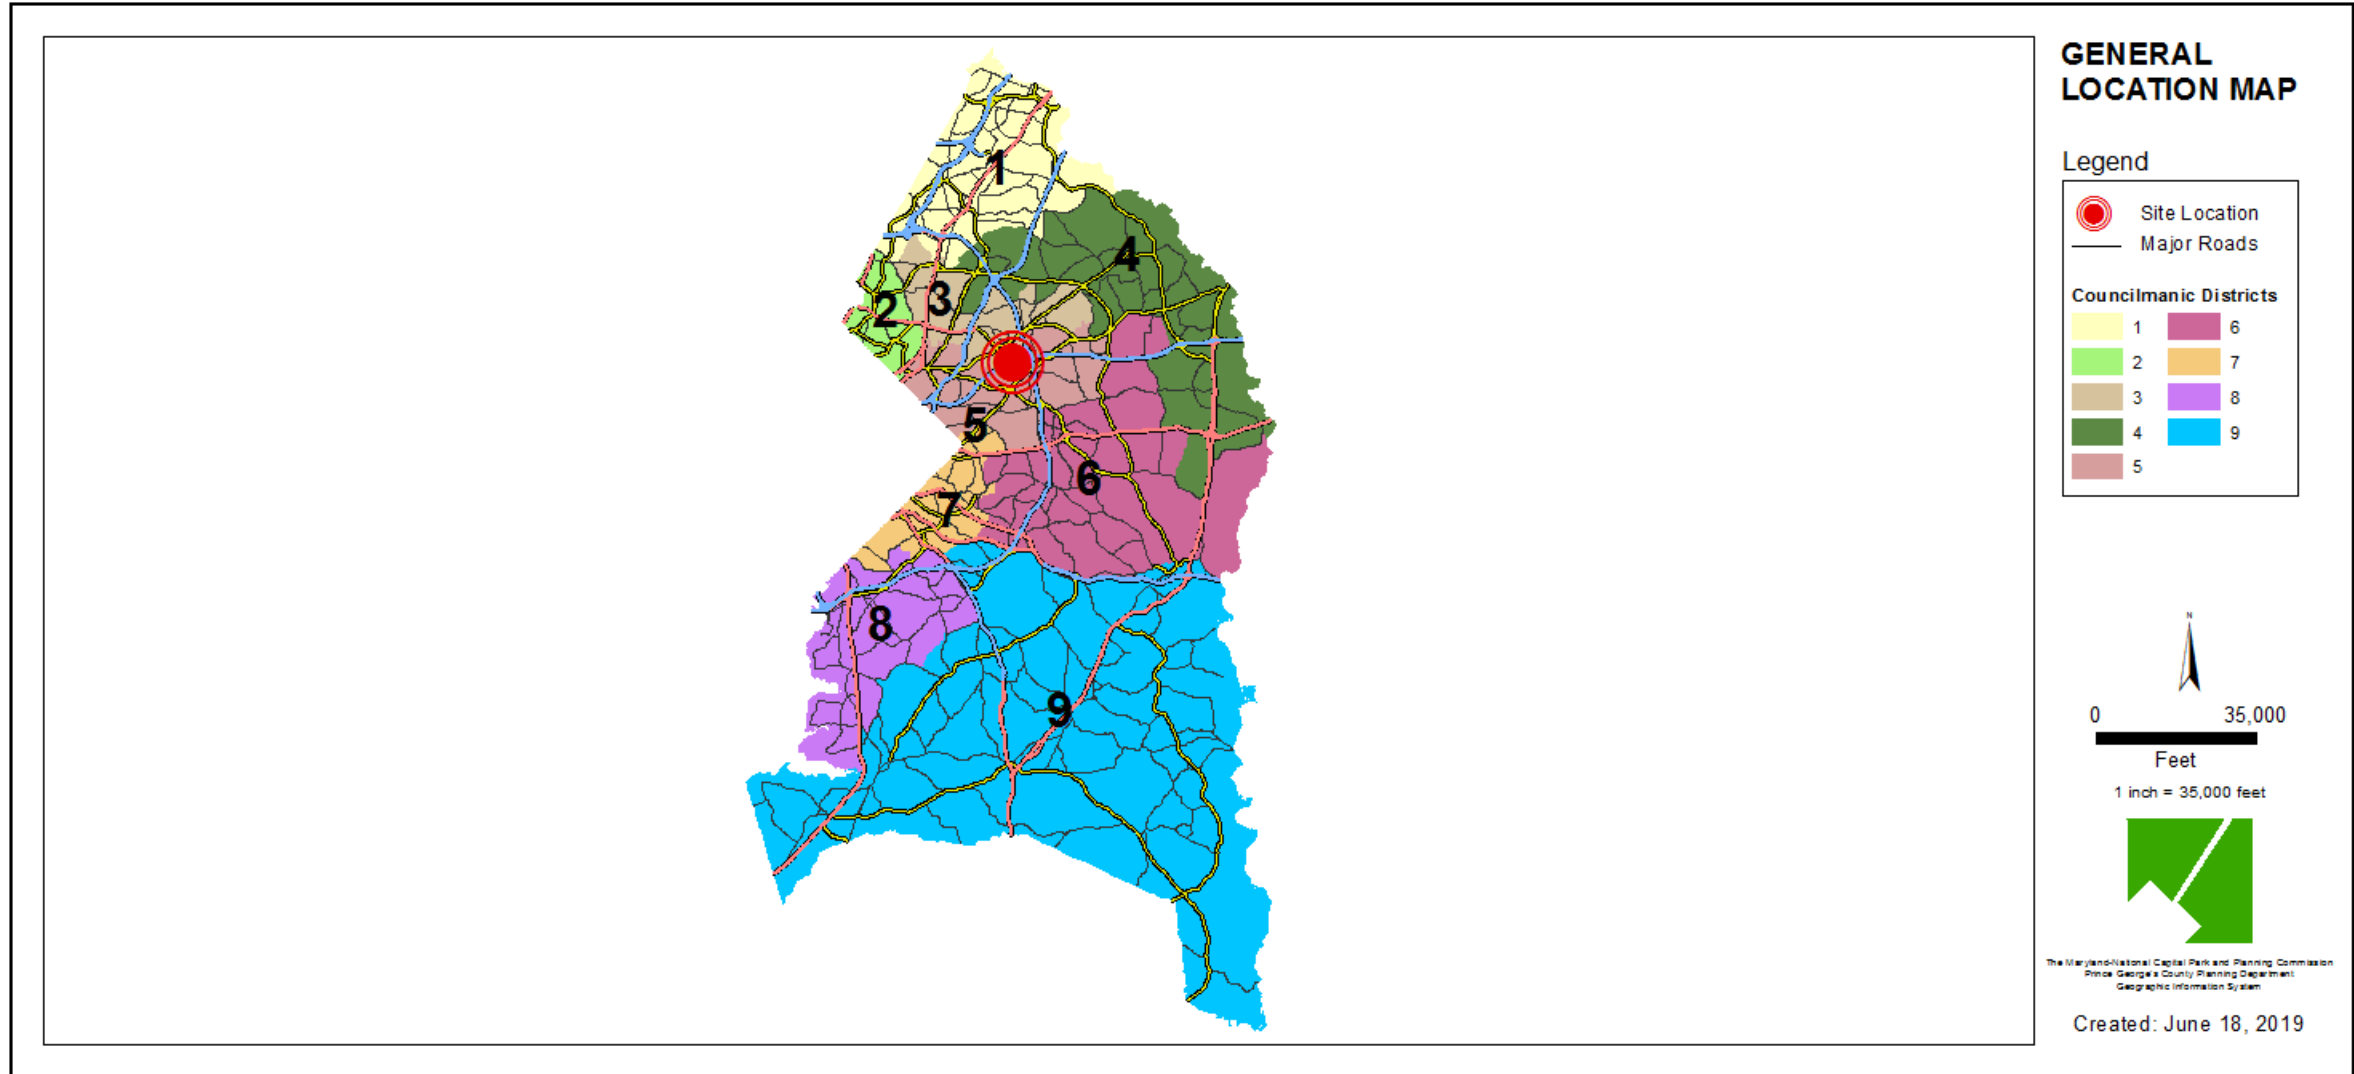 GENERAL
LOCATION MAP
Legend
Site Location
Major Roads
Councilmanic Districts
1 6
2 7
3 8
4 9
5
1
4
2
3
5
6
7
8
9
N
0 35,000
Feet
1 inch = 35,000 feet
The Maryland-National Capital Park and Planning Commission
Prince George's County Planning Department
Geographic Information System
Created: June 18, 2019